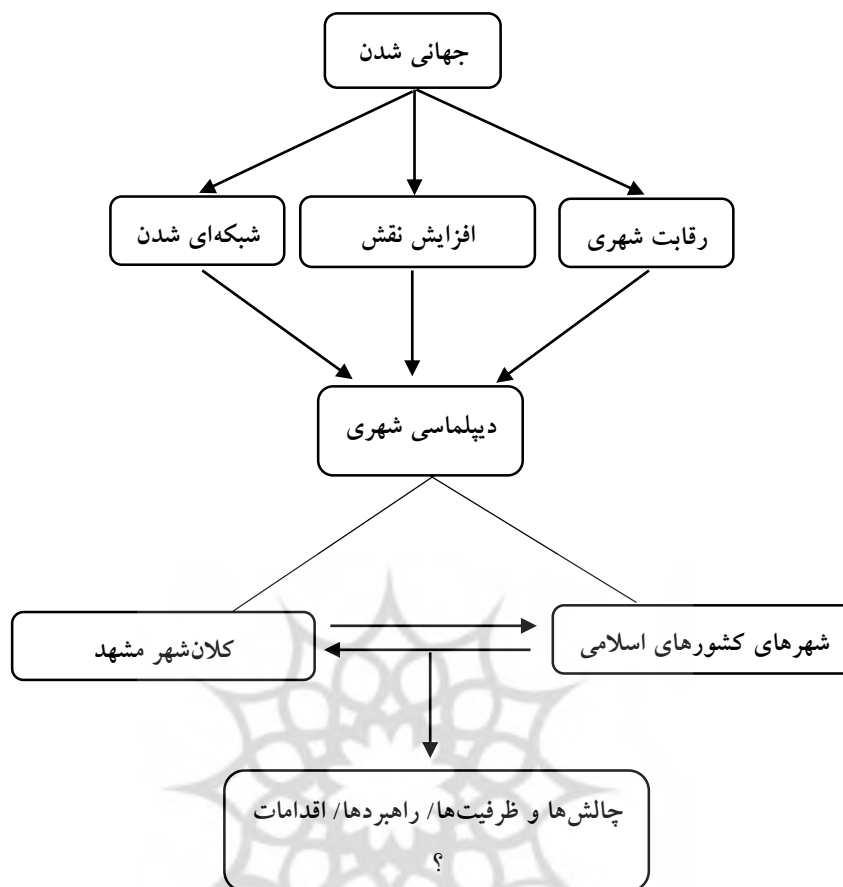 جهانی شدن
رقابت شهری
افزایش نقش
شبکه‌ای شدن
دیپلماسی شهری
شهرهای کشورهای اسلامی
کلان‌شهر مشهد
چالش‌ها و ظرفیت‌ها/ راهبردها/ اقدامات
؟